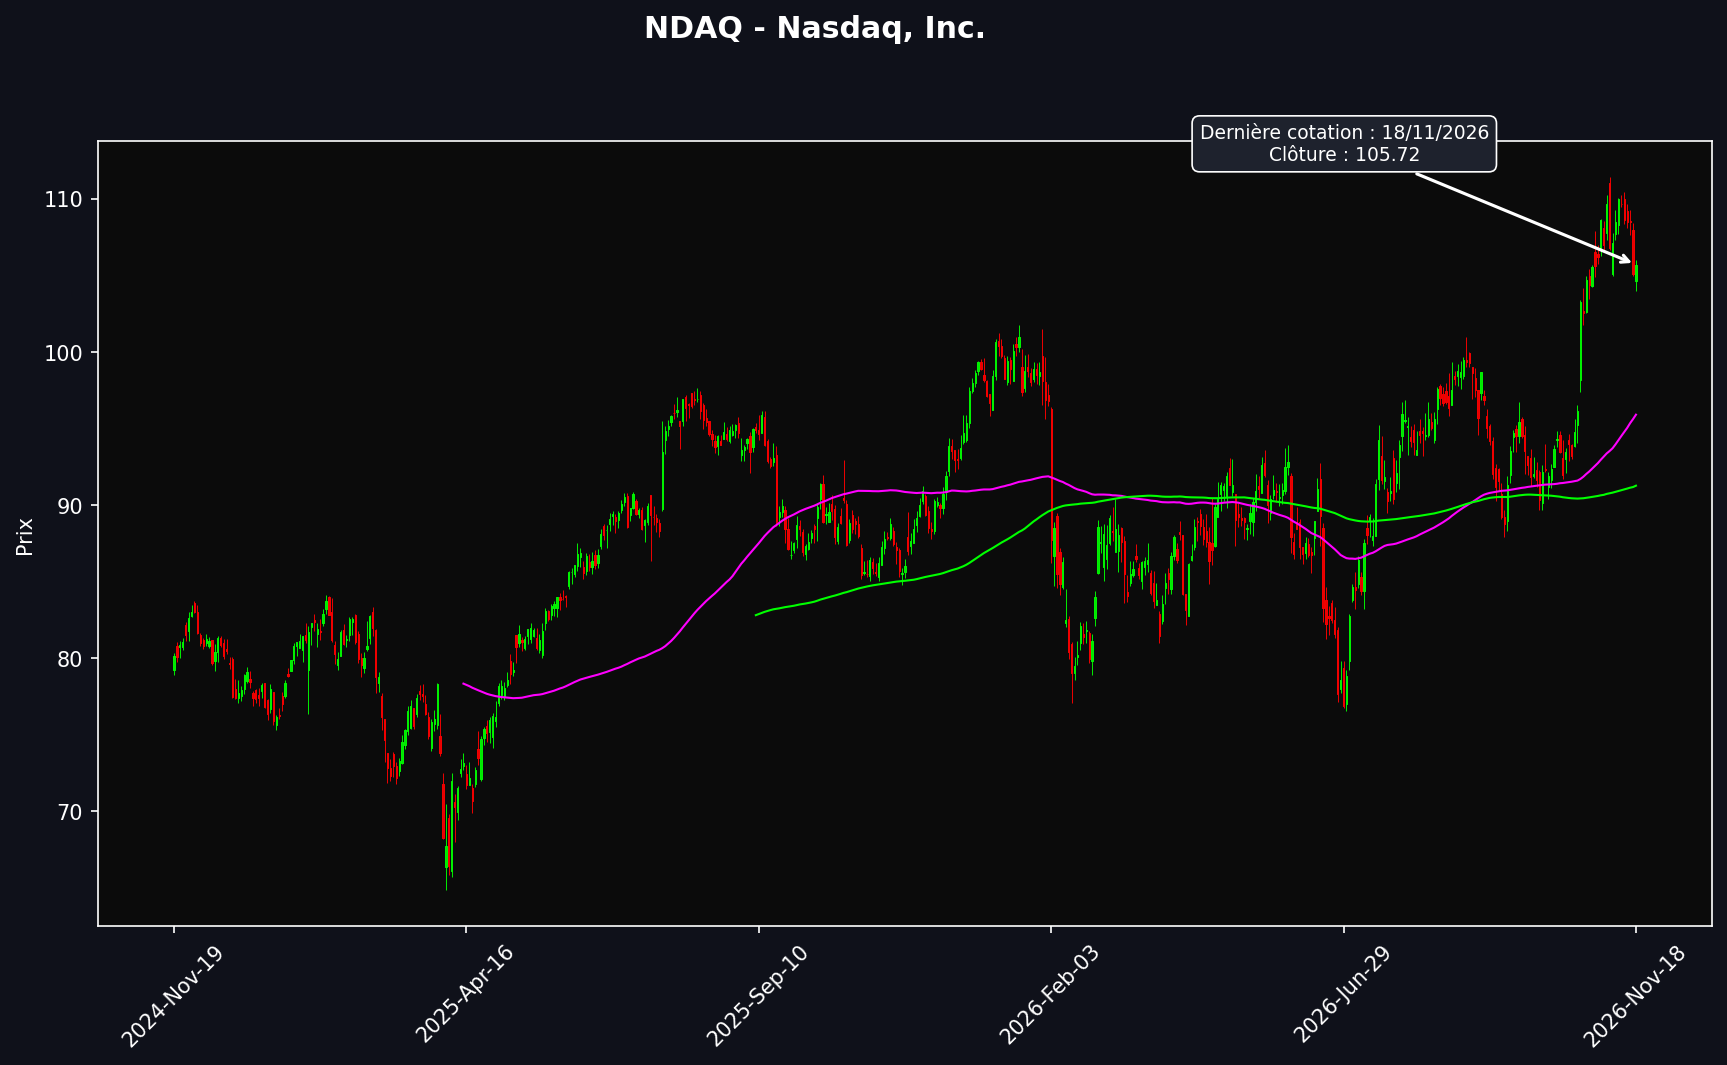 NDAQ - Nasdaq, Inc.
Dernière cotation : 18/11/2026
Clôture : 105.72
Prix
110
100
90
80
70
2024-Nov-19
2025-Apr-16
2025-Sep-10
2026-Feb-03
2026-Jun-29
2026-Nov-18